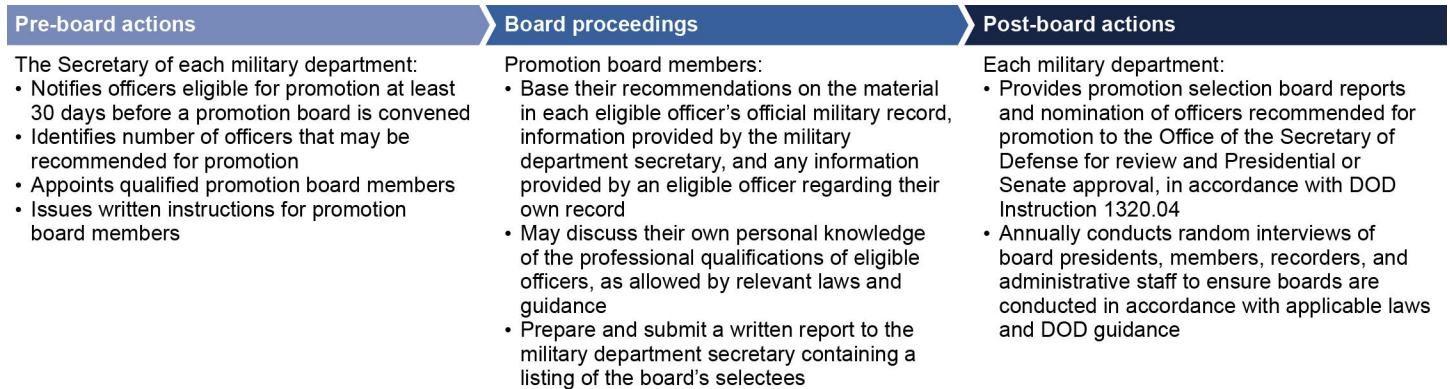 Pre-board actions
The Secretary of each military department:
• Notifies officers eligible for promotion at least
30 days before a promotion board is convened
• Identifies number of officers that may be
recommended for promotion
• Appoints qualified promotion board members
• Issues written instructions for promotion
board members
Board proceedings
Promotion board members:
• Base their recommendations on the material
in each eligible officer’s official military record,
information provided by the military
department secretary, and any information
provided by an eligible officer regarding their
own record
• May discuss their own personal knowledge
of the professional qualifications of eligible
officers, as allowed by relevant laws and
guidance
• Prepare and submit a written report to the
military department secretary containing a
listing of the board’s selectees
Post-board actions
Each military department:
• Provides promotion selection board reports
and nomination of officers recommended for
promotion to the Office of the Secretary of
Defense for review and Presidential or
Senate approval, in accordance with DOD
Instruction 1320.04
• Annually conducts random interviews of
board presidents, members, recorders, and
administrative staff to ensure boards are
conducted in accordance with applicable laws
and DOD guidance